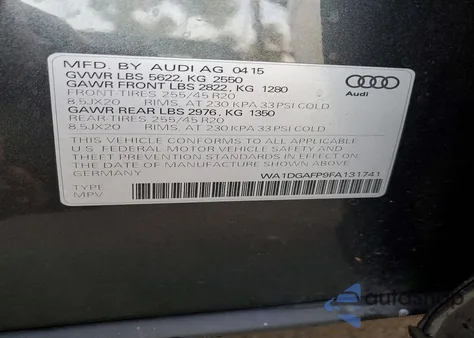 MFD. BY AUDI AG 04 15
GVWR LBS 5622, KG 2550
GAWR FRONT LBS 2822, KG 1280
FRONT-TIRES 255/45 R20
8.5JX20 RIMS, AT 230 KPA 33 PSI COLD
GAWR REAR LBS 2976, KG 1350
REAR-TIRES 255/45 R20
8.5JX20 RIMS, AT 230 KPA 33 PSI COLD
THIS VEHICLE CONFORMS TO ALL APPLICABLE
U.S. FEDERAL MOTOR VEHICLE SAFETY AND
THEFT PREVENTION STANDARDS IN EFFECT ON
THE DATE OF MANUFACTURE SHOWN ABOVE.
GERMANY WA1DGAFP9FA131741
TYPE:
MPV
Audi
autoshop